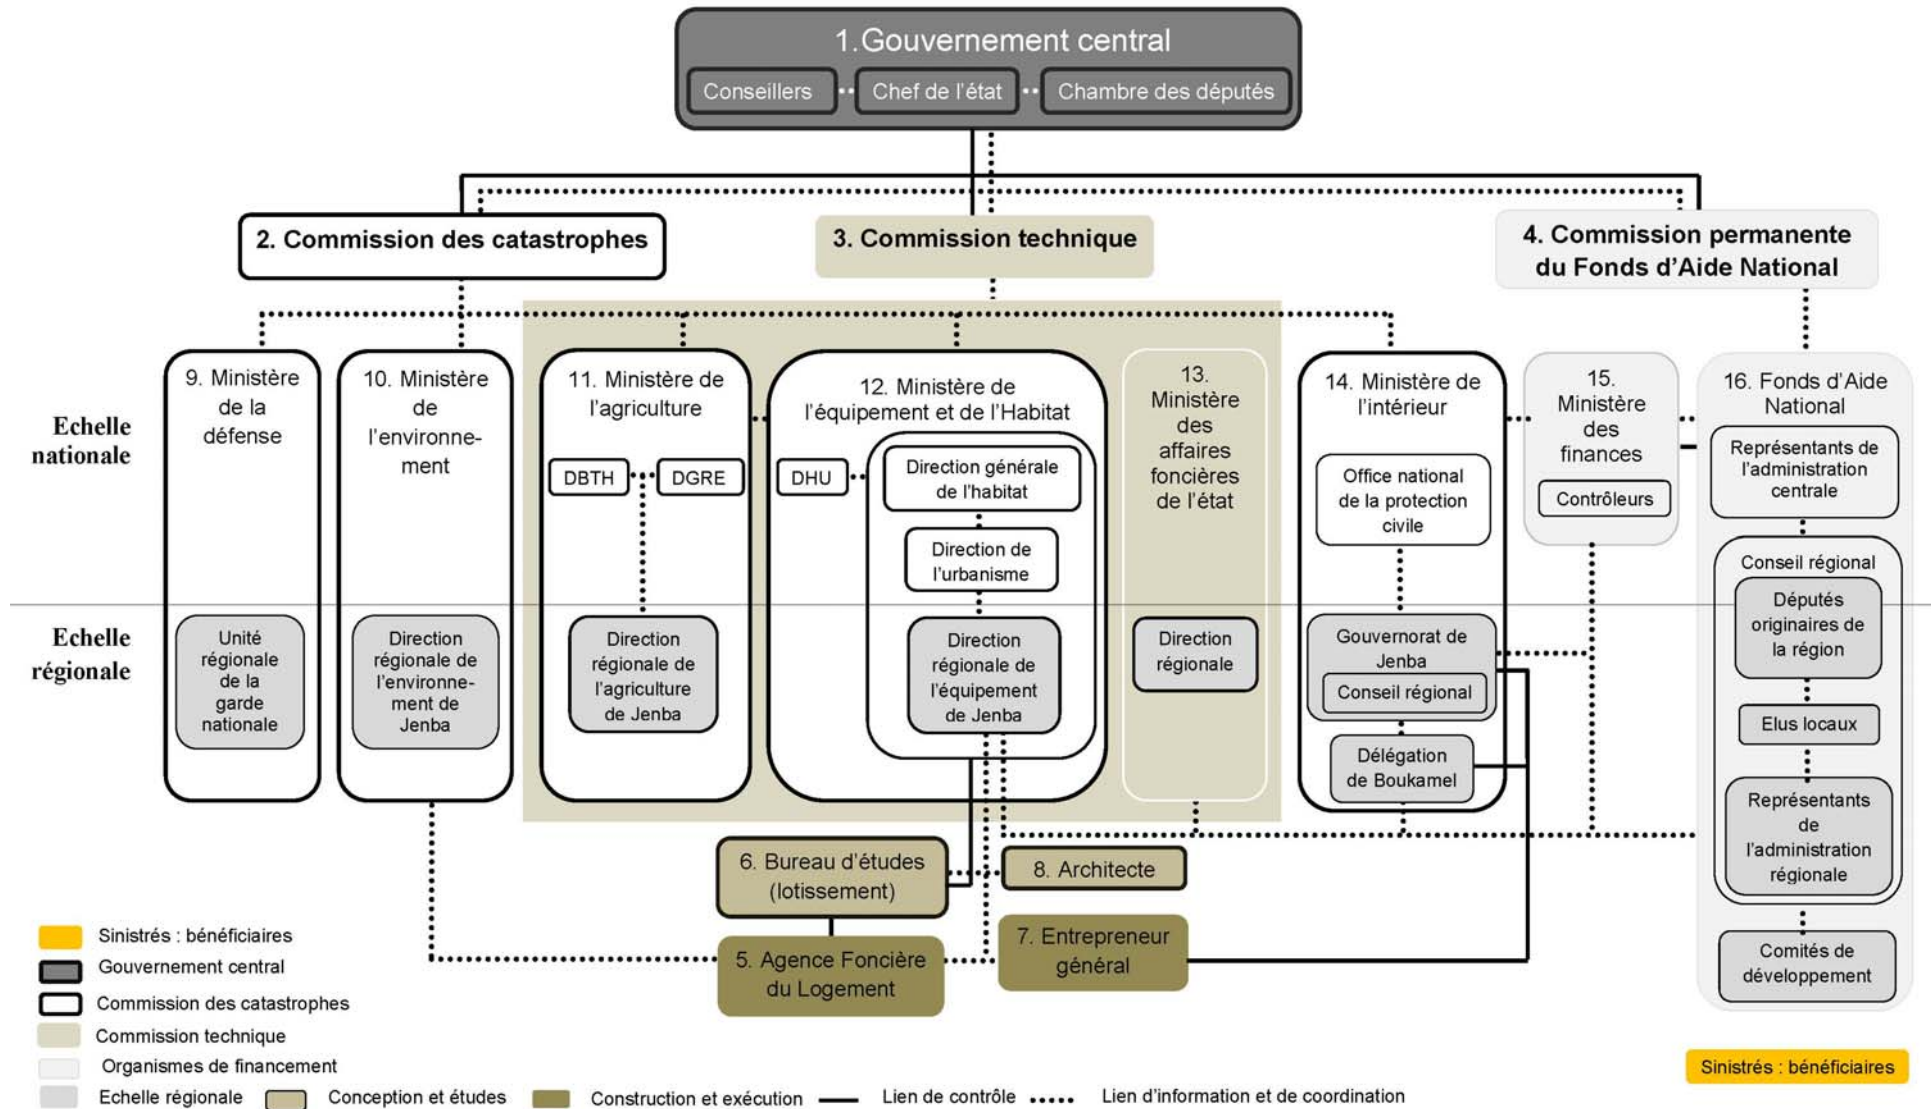 1.Gouvernement central
Conseillers
Chef de l'état
Chambre des députés
2. Commission des catastrophes
3. Commission technique
4. Commission permanente
du Fonds d'Aide National
Echelle
nationale
9. Ministère
de la
défense
10. Ministère
de
l'environne-
ment
11. Ministère de
l'agriculture
DBTH
DGRE
12. Ministère de
l'équipement et de l'Habitat
DHU
Direction générale
de l'habitat
Direction de
l'urbanisme
13.
Ministère
des
affaires
foncières
de l'état
14. Ministère de
l'intérieur
Office national
de la protection
civile
15.
Ministère
des
finances
Contrôleurs
16. Fonds d'Aide
National
Représentants de
l'administration
centrale
Conseil régional
Députés
originaires de
la région
Elus locaux
Représentants
de
l'administration
régionale
Comités de
développement
Echelle
régionale
Unité
régionale
de la
garde
nationale
Direction
régionale de
l'environne-
ment de
Jenba
Direction
régionale de
l'agriculture
de Jenba
Direction
régionale de
l'équipement
de Jenba
Direction
régionale
Gouvernorat de
Jenba
Conseil régional
Délégation
de Boukamel
6. Bureau d'études
(lotissement)
8. Architecte
5. Agence Foncière
du Logement
7. Entrepreneur
général
Sinistrés : bénéficiaires
Gouvernement central
Commission des catastrophes
Commission technique
Organismes de financement
Echelle régionale
Conception et études
Construction et exécution
Lien de contrôle
Lien d'information et de coordination
Sinistrés : bénéficiaires